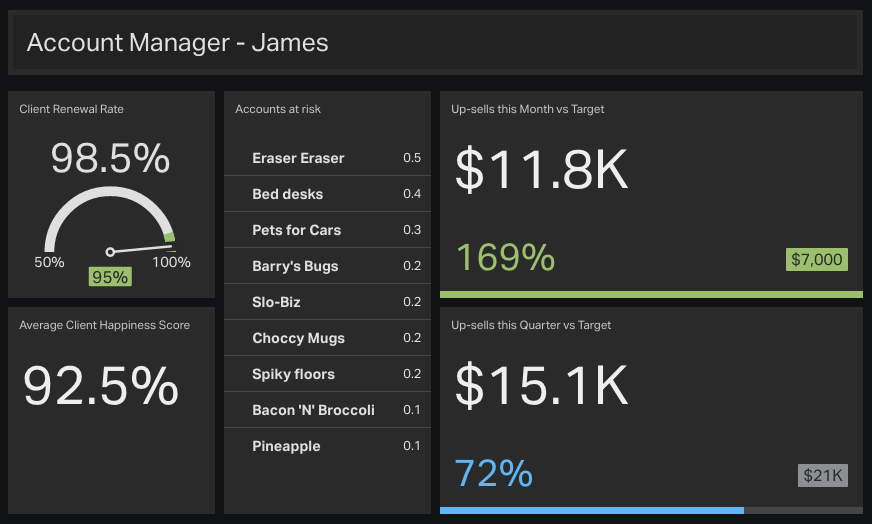 Account Manager - James
Client Renewal Rate
98.5%
50%
100%
95%
Average Client Happiness Score
92.5%
Accounts at risk
Eraser Eraser 0.5
Bed desks 0.4
Pets for Cars 0.3
Barry's Bugs 0.2
Slo-Biz 0.2
Choccy Mugs 0.2
Spiky floors 0.2
Bacon 'N' Broccoli 0.1
Pineapple 0.1
Up-sells this Month vs Target
$11.8K
169% $7,000
Up-sells this Quarter vs Target
$15.1K
72% $21K